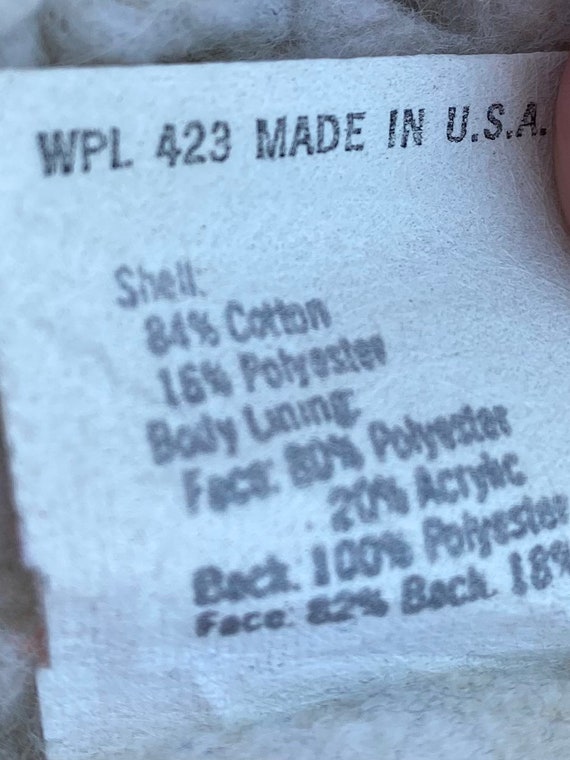 WPL 423 MADE IN U.S.A.
Shell:
84% Cotton
16% Polyester
Body Lining:
Face: 80% Polyester
20% Acrylic
Back: 100% Polyester
Face: 82% Back 18%